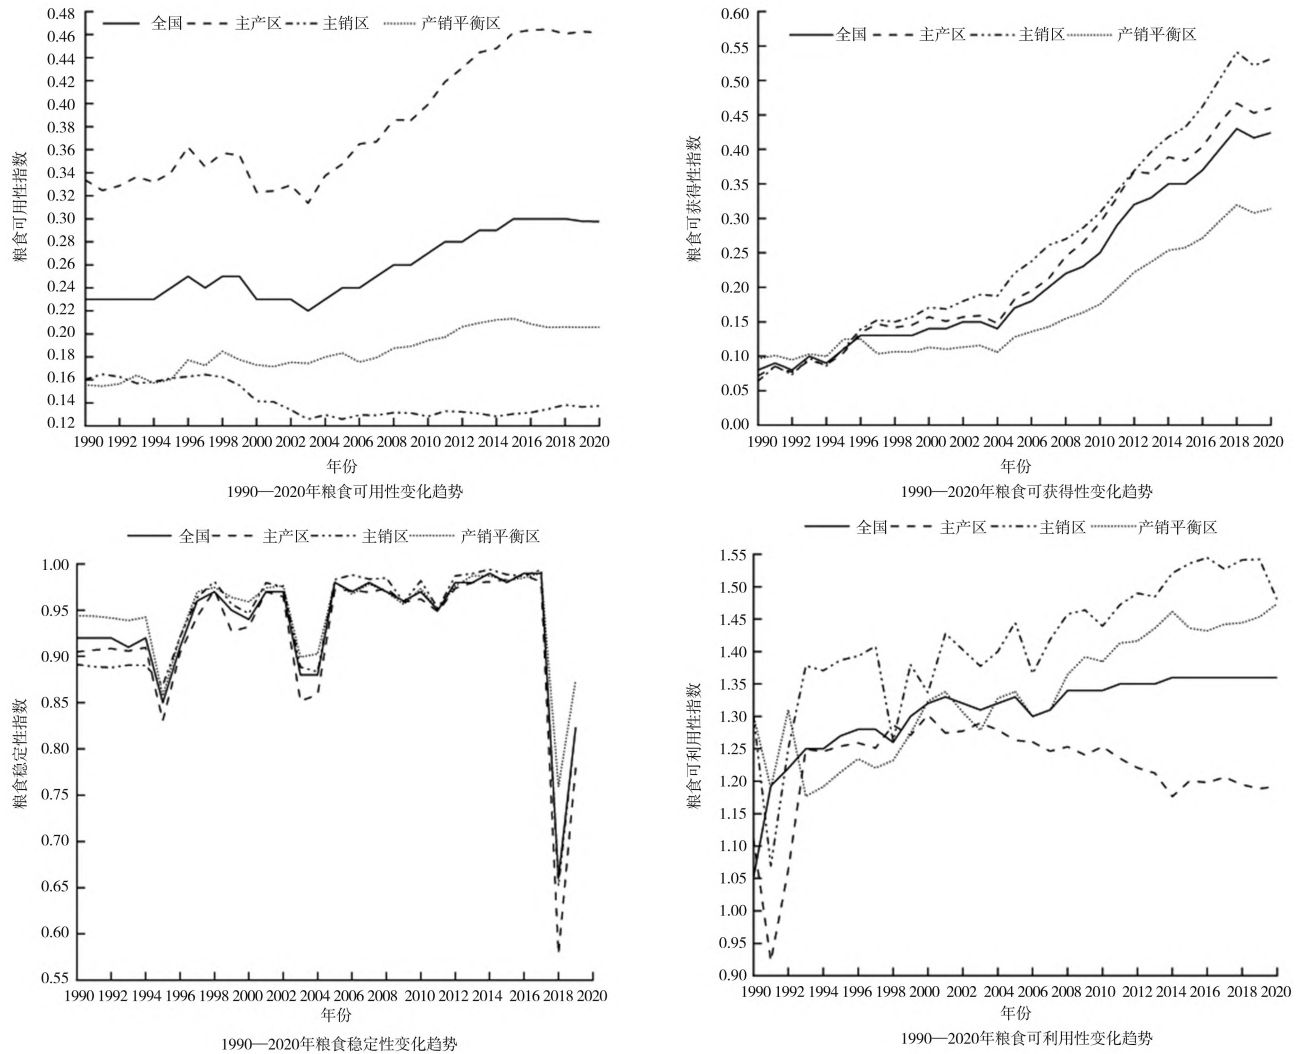 全国 主产区 主销区 产销平衡区
粮食可用性指数
0.48
0.46
0.44
0.42
0.40
0.38
0.36
0.34
0.32
0.30
0.28
0.26
0.24
0.22
0.20
0.18
0.16
0.14
0.12
1990 1992 1994 1996 1998 2000 2002 2004 2006 2008 2010 2012 2014 2016 2018 2020
年份
1990—2020年粮食可用性变化趋势
全国 主产区 主销区 产销平衡区
粮食可获得性指数
0.60
0.55
0.50
0.45
0.40
0.35
0.30
0.25
0.20
0.15
0.10
0.05
0.00
1990 1992 1994 1996 1998 2000 2002 2004 2006 2008 2010 2012 2014 2016 2018 2020
年份
1990—2020年粮食可获得性变化趋势
全国 主产区 主销区 产销平衡区
粮食稳定性指数
1.00
0.95
0.90
0.85
0.80
0.75
0.70
0.65
0.60
0.55
1990 1992 1994 1996 1998 2000 2002 2004 2006 2008 2010 2012 2014 2016 2018 2020
年份
1990—2020年粮食稳定性变化趋势
全国 主产区 主销区 产销平衡区
粮食可利用性指数
1.55
1.50
1.45
1.40
1.35
1.30
1.25
1.20
1.15
1.10
1.05
1.00
0.95
0.90
1990 1992 1994 1996 1998 2000 2002 2004 2006 2008 2010 2012 2014 2016 2018 2020
年份
1990—2020年粮食可利用性变化趋势